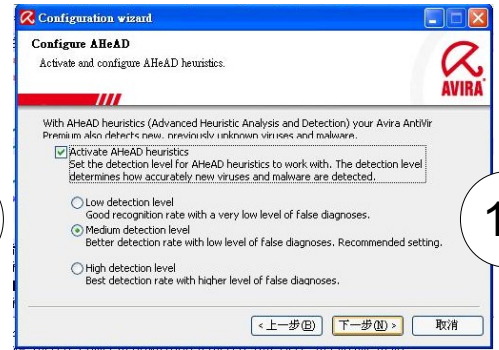 Configuration wizard
Configure AHeAD
Activate and configure AHeAD heuristics.
AVIRA
With AHeAD heuristics (Advanced Heuristic Analysis and Detection) your Avira AntiVir
Premium also detects new, previously unknown viruses and malware.
Activate AHeAD heuristics
Set the detection level for AHeAD heuristics to work with. The detection level
determines how accurately new viruses and malware are detected.
Low detection level
Good recognition rate with a very low level of false diagnoses.
Medium detection level
Better detection rate with low level of false diagnoses. Recommended setting.
High detection level
Best detection rate with higher level of false diagnoses.
<上一步(B)
下一步(N)>
取消
1